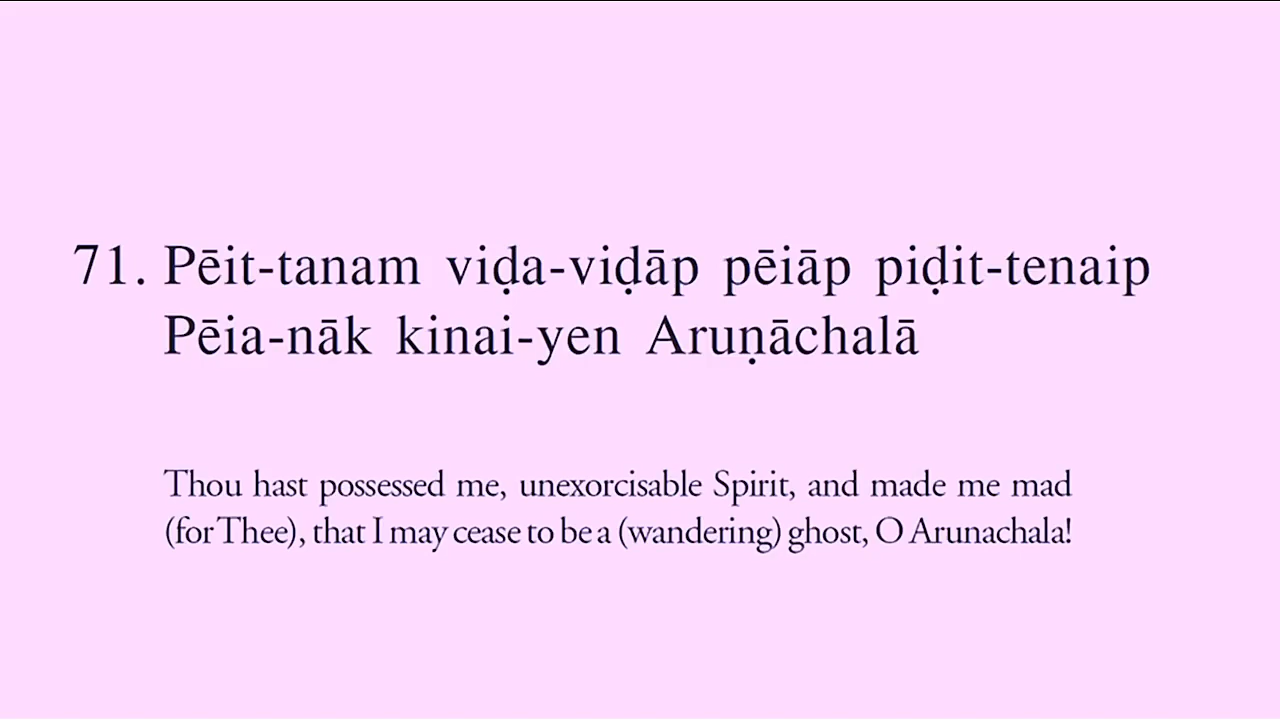 71. Pēit-tanam viḍa-viḍāp pēiāp piḍit-tenaip
Pēia-nāk kinai-yen Aruṇāchalā
Thou hast possessed me, unexorcisable Spirit, and made me mad
(for Thee), that I may cease to be a (wandering) ghost, O Arunachala!